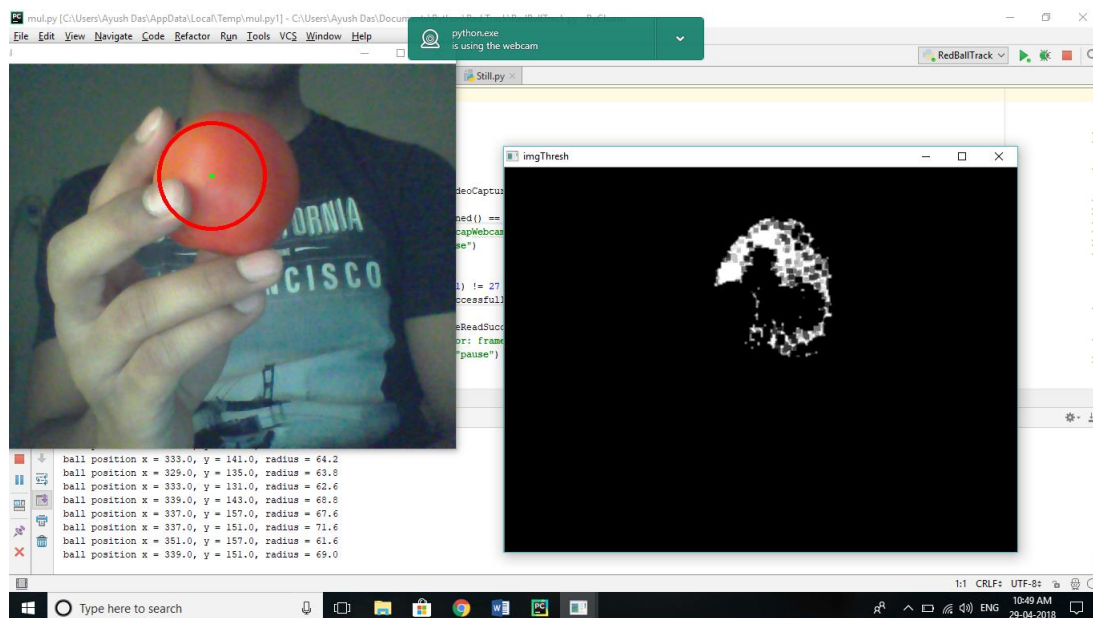 mul.py [C:\Users\Ayush Das\AppData\Local\Temp\mul.py1] - C:\Users\Ayush Das\Docum
python.exe
is using the webcam
File Edit View Navigate Code Refactor Run Tools VCS Window Help
RedBallTrack
Still.py
imgThresh
deoCaptur
ned() ==
capWebcam
se")
1) != 27
ccessfull
eReadSucc
or: frame
"pause")
ORNIA
CISCO
ball position x = 333.0, y = 141.0, radius = 64.2
ball position x = 329.0, y = 135.0, radius = 63.8
ball position x = 333.0, y = 131.0, radius = 62.6
ball position x = 339.0, y = 143.0, radius = 68.8
ball position x = 337.0, y = 157.0, radius = 67.6
ball position x = 337.0, y = 151.0, radius = 71.6
ball position x = 351.0, y = 157.0, radius = 61.6
ball position x = 339.0, y = 151.0, radius = 69.0
1:1 CRLF÷ UTF-8÷
Type here to search
ENG
10:49 AM
29-04-2018